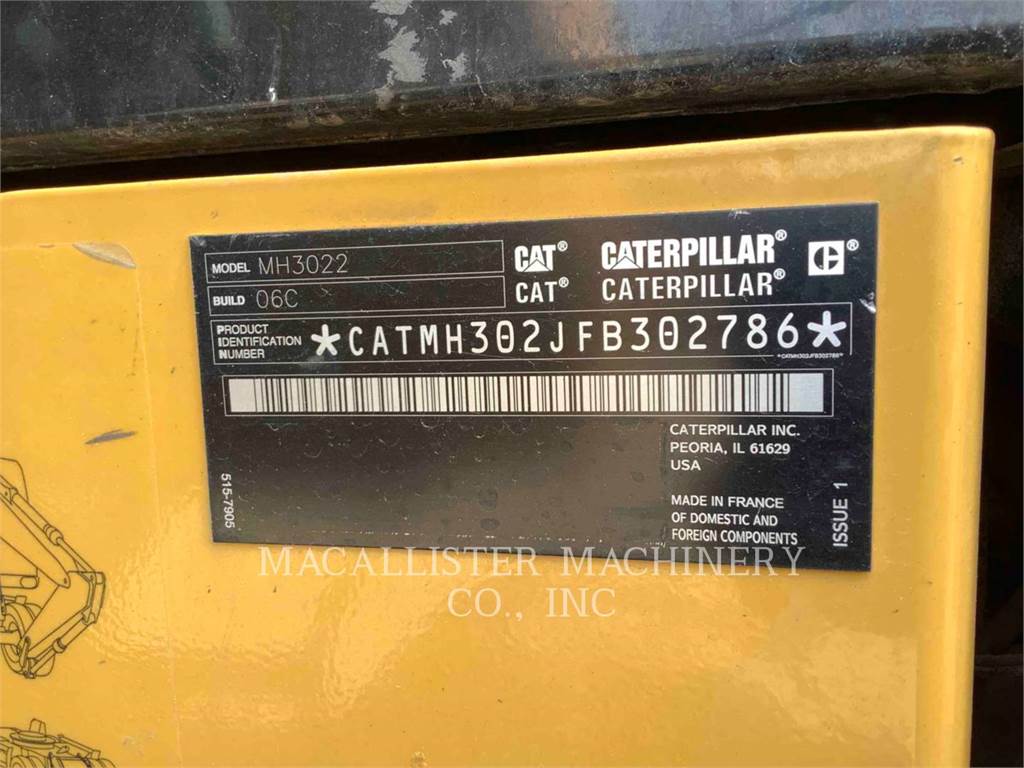 MODEL MH3022
BUILD 06C
CAT® CATERPILLAR® ®
CAT® CATERPILLAR®
PRODUCT
IDENTIFICATION
NUMBER
*CATMH302JFB302786*
*CATMH302JFB302786*
CATERPILLAR INC.
PEORIA, IL 61629
USA
MADE IN FRANCE
OF DOMESTIC AND
FOREIGN COMPONENTS
515-7905
ISSUE 1
MACALLISTER MACHINERY
CO., INC